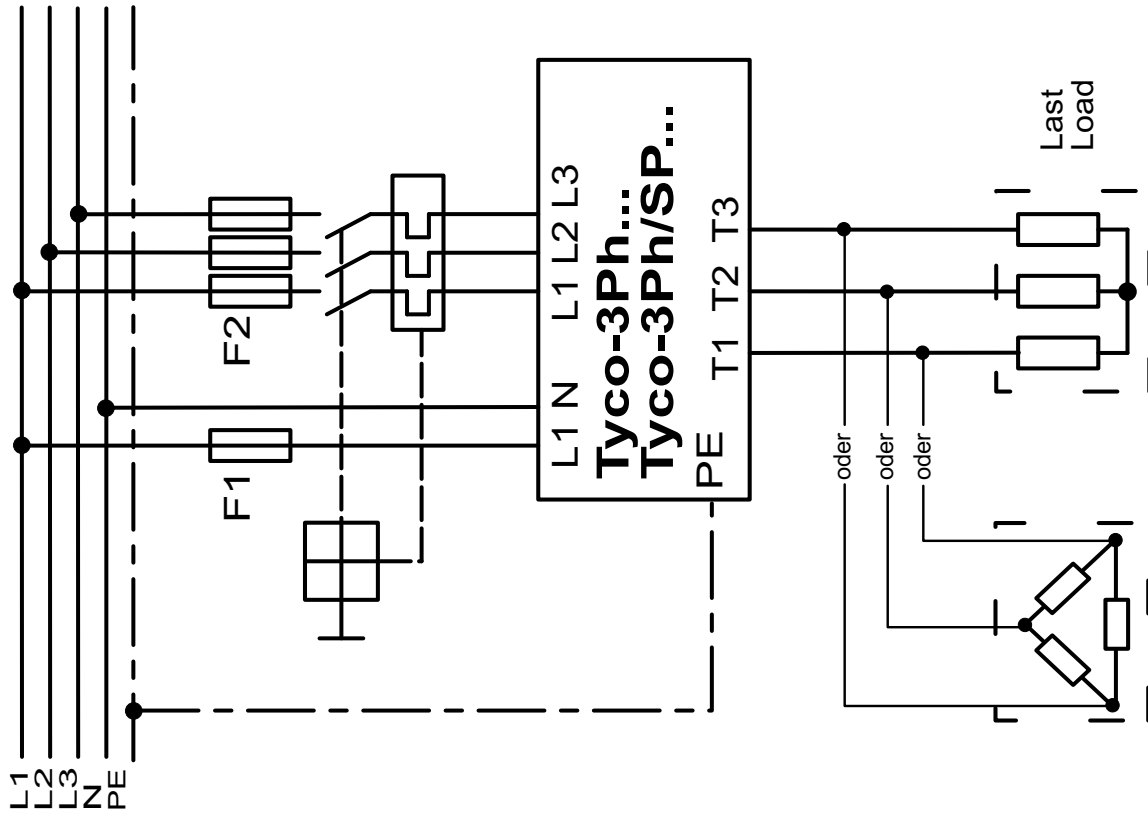 L1
L2
L3
N
PE
F1
F2
L1 N L1 L2 L3
Tyco-3Ph...
Tyco-3Ph/SP...
PE T1 T2 T3
oder
oder
oder
Last
Load